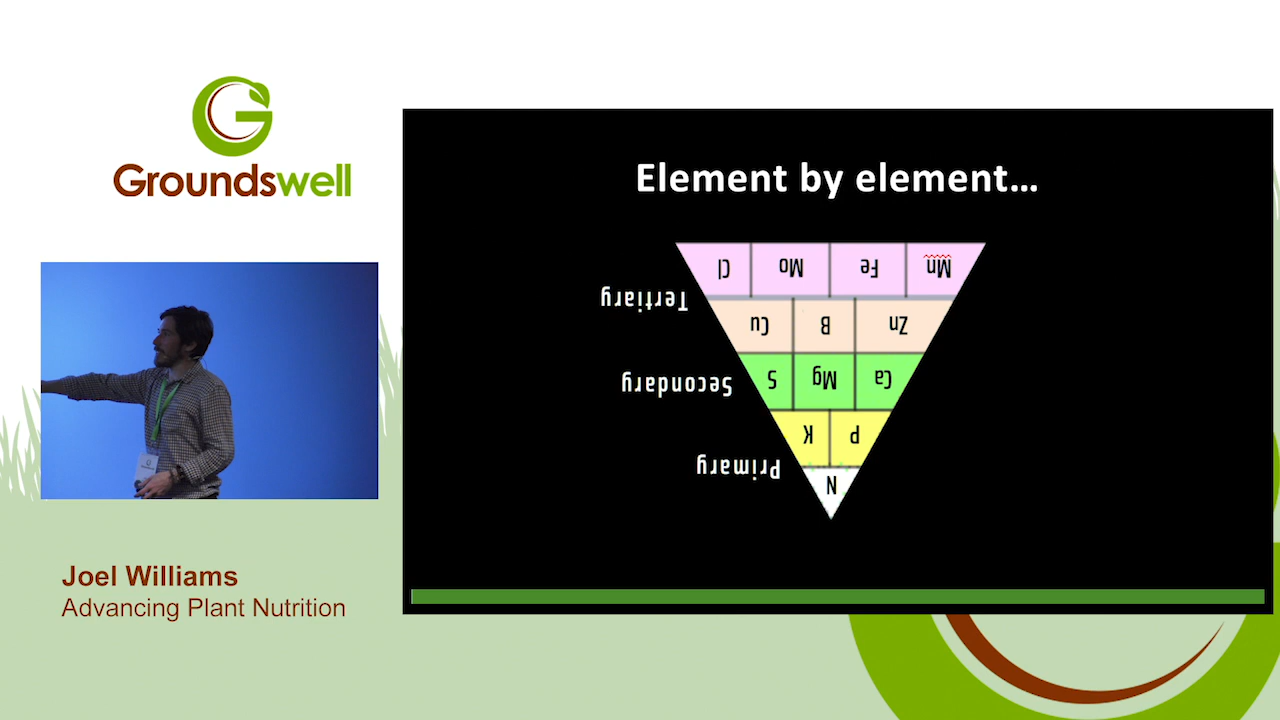 Groundswell
Element by element...
Cl Mo Fe Mn
Tertiary
Cu B Zn
Secondary
S Mg Ca
K P
Primary
N
Joel Williams
Advancing Plant Nutrition